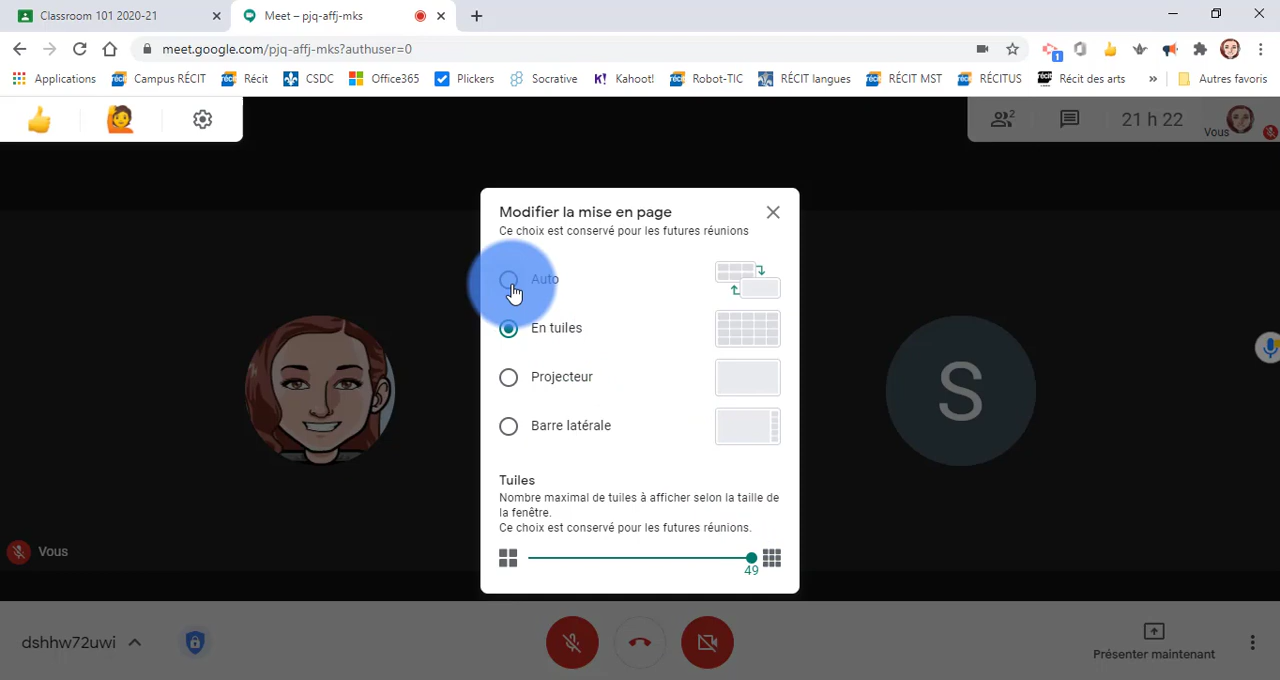 Classroom 101 2020-21
Meet – pjq-affj-mks
meet.google.com/pjq-affj-mks?authuser=0
1
Applications
Campus RÉCIT
Récit
CSDC
Office365
Plickers
Socrative
K! Kahoot!
Robot-TIC
RÉCIT langues
RÉCIT MST
RÉCITUS
Récit des arts
»
Autres favoris
2
21 h 22
Vous
Modifier la mise en page
Ce choix est conservé pour les futures réunions
Auto
En tuiles
Projecteur
Barre latérale
Tuiles
Nombre maximal de tuiles à afficher selon la taille de
la fenêtre.
Ce choix est conservé pour les futures réunions.
49
S
Vous
dshhw72uwi
Présenter maintenant